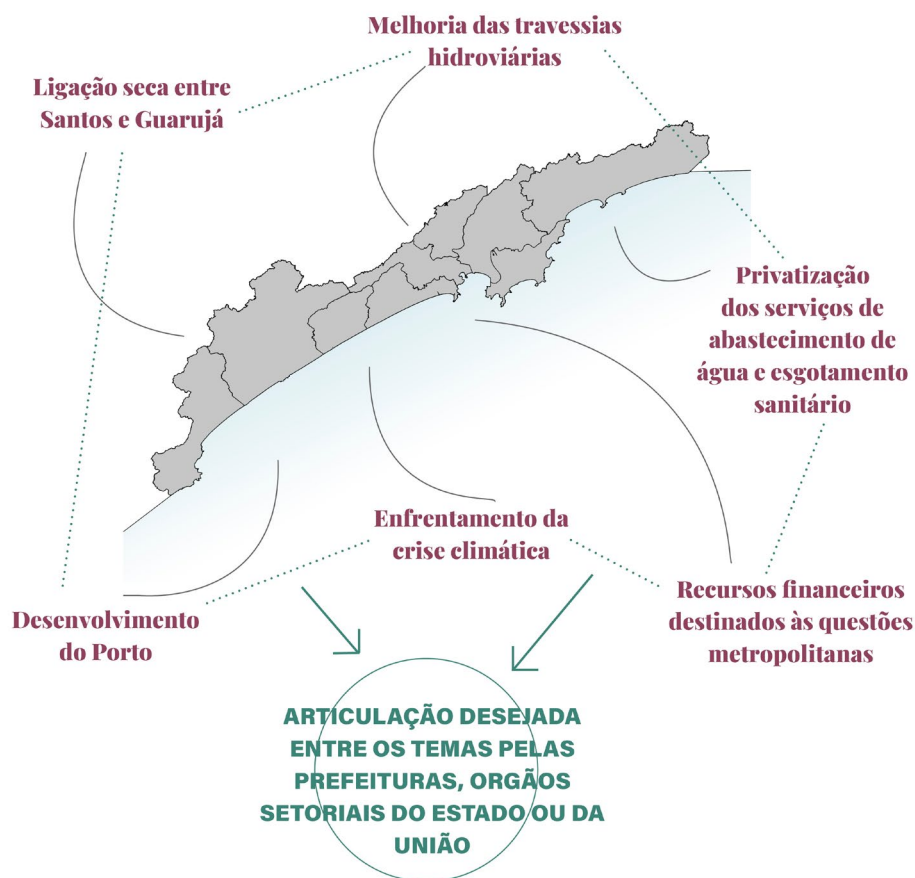 Melhoria das travessias
hidroviárias
Ligação seca entre
Santos e Guarujá
Privatização
dos serviços de
abastecimento de
água e esgotamento
sanitário
Enfrentamento da
crise climática
Recursos financeiros
destinados às questões
metropolitanas
Desenvolvimento
do Porto
ARTICULAÇÃO DESEJADA
ENTRE OS TEMAS PELAS
PREFEITURAS, ORGÃOS
SETORIAIS DO ESTADO OU DA
UNIÃO